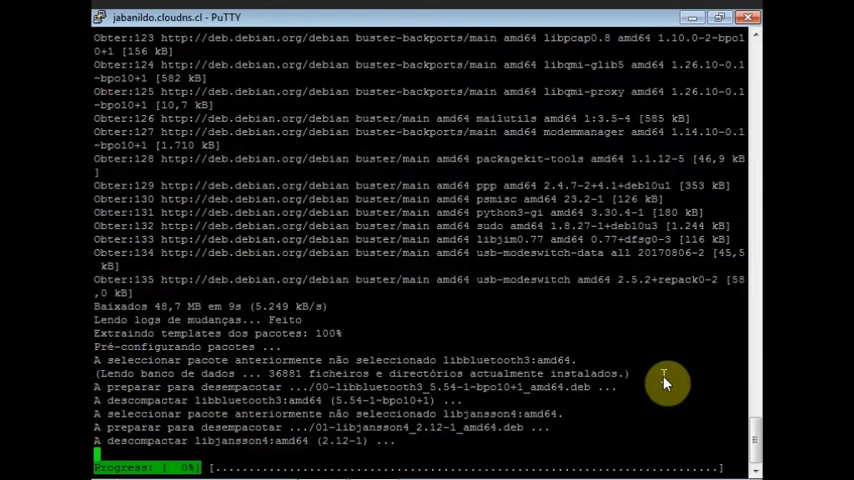 jabanildo.cloudns.cl - PuTTY
Obter:123 http://deb.debian.org/debian buster-backports/main amd64 libpcap0.8 amd64 1.10.0-2~bpo1
0+1 [156 kB]
Obter:124 http://deb.debian.org/debian buster-backports/main amd64 libqmi-glib5 amd64 1.26.10-0.1
~bpo10+1 [582 kB]
Obter:125 http://deb.debian.org/debian buster-backports/main amd64 libqmi-proxy amd64 1.26.10-0.1
~bpo10+1 [10,7 kB]
Obter:126 http://deb.debian.org/debian buster/main amd64 mailutils amd64 1:3.5-4 [585 kB]
Obter:127 http://deb.debian.org/debian buster-backports/main amd64 modemmanager amd64 1.14.10-0.1
~bpo10+1 [1.710 kB]
Obter:128 http://deb.debian.org/debian buster/main amd64 packagekit-tools amd64 1.1.12-5 [46,9 kB
]
Obter:129 http://deb.debian.org/debian buster/main amd64 ppp amd64 2.4.7-2+4.1+deb10u1 [353 kB]
Obter:130 http://deb.debian.org/debian buster/main amd64 psmisc amd64 23.2-1 [126 kB]
Obter:131 http://deb.debian.org/debian buster/main amd64 python3-gi amd64 3.30.4-1 [180 kB]
Obter:132 http://deb.debian.org/debian buster/main amd64 sudo amd64 1.8.27-1+deb10u3 [1.244 kB]
Obter:133 http://deb.debian.org/debian buster/main amd64 libjim0.77 amd64 0.77+dfsg0-3 [116 kB]
Obter:134 http://deb.debian.org/debian buster/main amd64 usb-modeswitch-data all 20170806-2 [45,5
kB]
Obter:135 http://deb.debian.org/debian buster/main amd64 usb-modeswitch amd64 2.5.2+repack0-2 [58
,0 kB]
Baixados 48,7 MB em 9s (5.249 kB/s)
Lendo logs de mudanças... Feito
Extraindo templates dos pacotes: 100%
Pré-configurando pacotes ...
A seleccionar pacote anteriormente não seleccionado libbluetooth3:amd64.
(Lendo banco de dados ... 36881 ficheiros e directórios actualmente instalados.)
A preparar para desempacotar .../00-libbluetooth3_5.54-1~bpo10+1_amd64.deb ...
A descompactar libbluetooth3:amd64 (5.54-1~bpo10+1) ...
A seleccionar pacote anteriormente não seleccionado libjansson4:amd64.
A preparar para desempacotar .../01-libjansson4_2.12-1_amd64.deb ...
A descompactar libjansson4:amd64 (2.12-1) ...
Progress: [  0%] [..........................................................................]